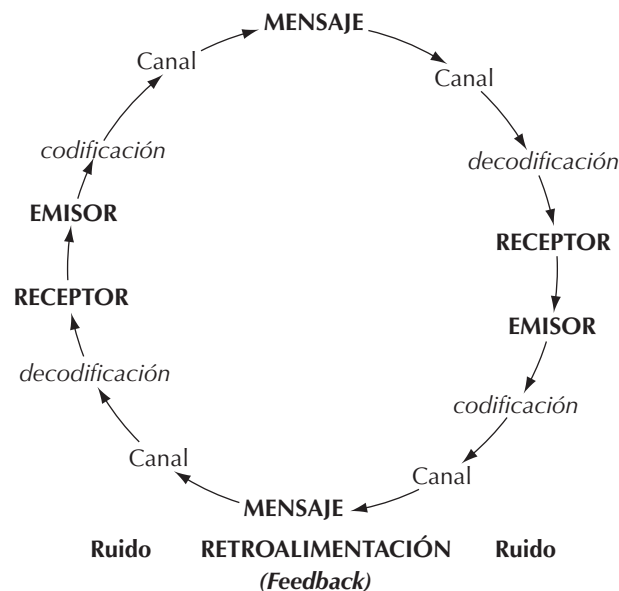 MENSAJE
Canal
Canal
codificación
decodificación
EMISOR
RECEPTOR
RECEPTOR
EMISOR
decodificación
codificación
Canal
Canal
MENSAJE
Ruido RETROALIMENTACIÓN Ruido
(Feedback)